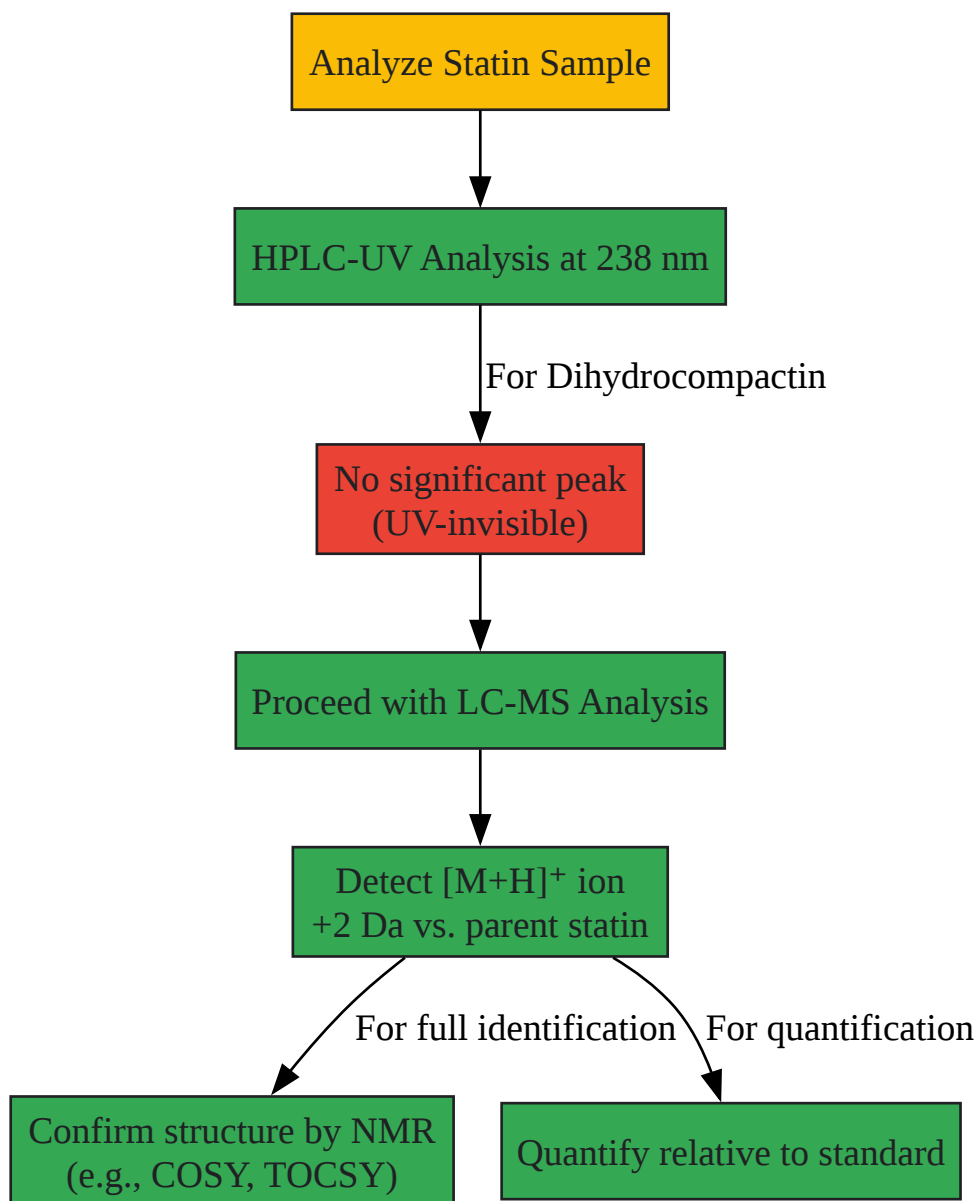 Analyze Statin Sample
HPLC-UV Analysis at 238 nm
For Dihydrocompactin
No significant peak
(UV-invisible)
Proceed with LC-MS Analysis
Detect [M+H]⁺ ion
+2 Da vs. parent statin
For full identification
For quantification
Confirm structure by NMR
(e.g., COSY, TOCSY)
Quantify relative to standard